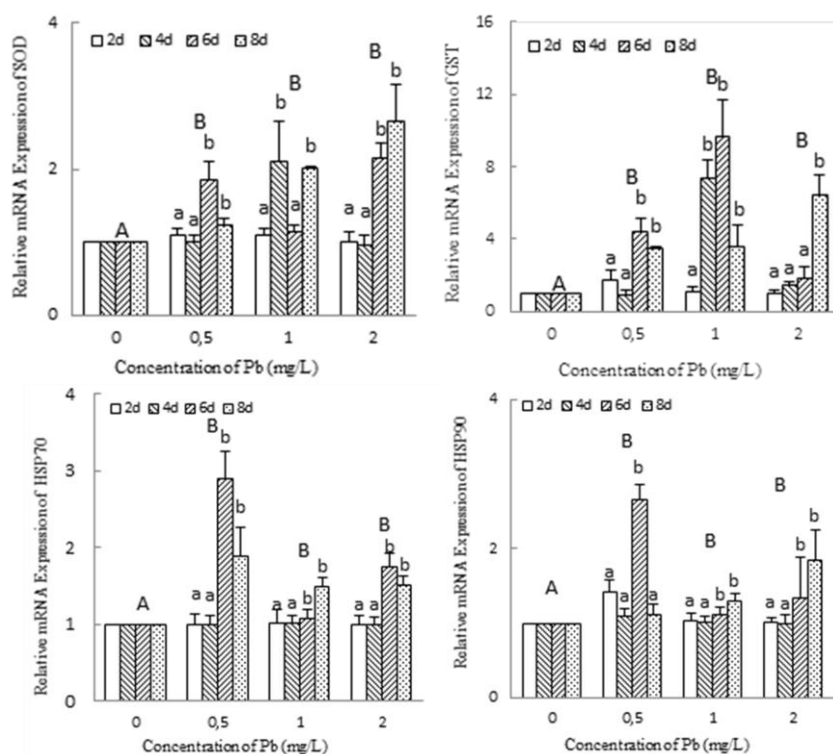 Relative mRNA Expression of SOD
4
2
0
2d 4d 6d 8d
A
a a b b B
a b a b B
a a b b B
0 0,5 1 2
Concentration of Pb (mg/L)
Relative mRNA Expression of GST
16
12
8
4
0
2d 4d 6d 8d
A
a a b b B
a b b b B
a a a b B
0 0,5 1 2
Concentration of Pb (mg/L)
Relative mRNA Expression of HSP70
4
3
2
1
0
2d 4d 6d 8d
A
a a b b B
a a b b B
a a b b B
0 0,5 1 2
Concentration of Pb (mg/L)
Relative mRNA Expression of HSP90
4
2
0
2d 4d 6d 8d
A
a a b a B
a a b b B
a a b b B
0 0,5 1 2
Concentration of Pb (mg/L)